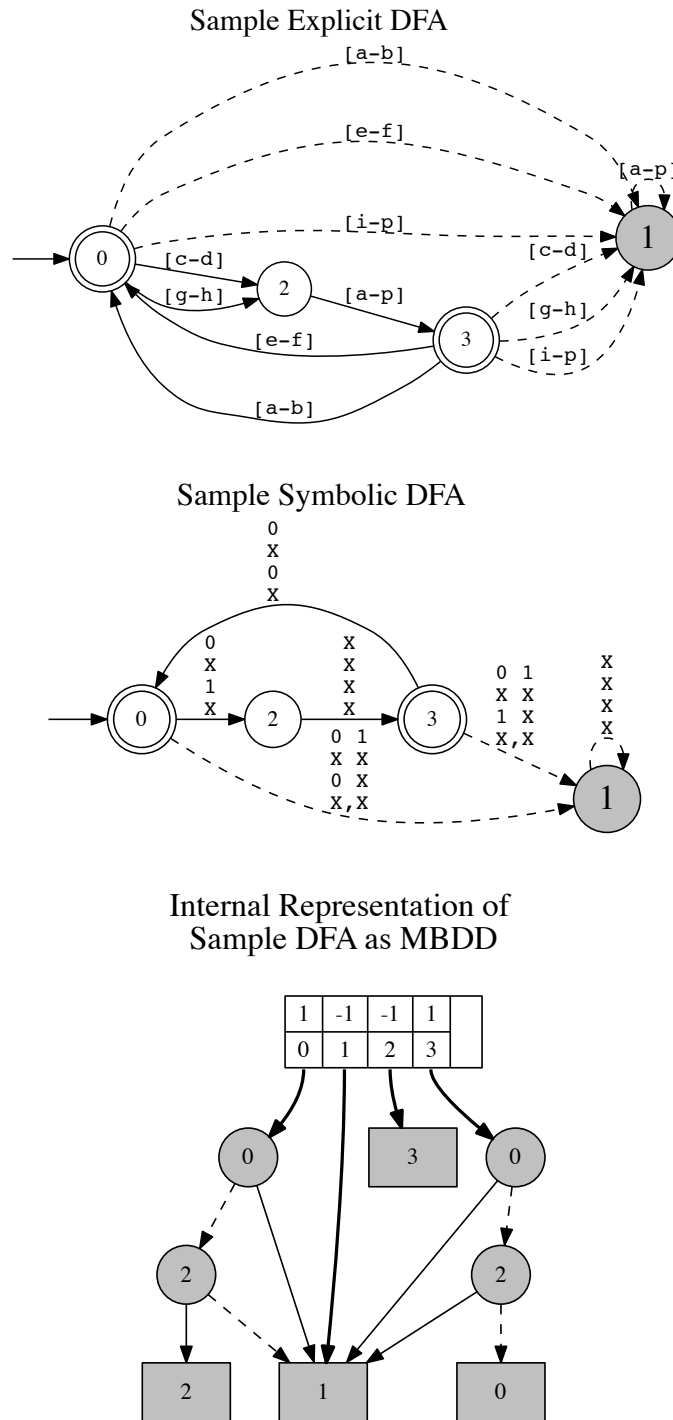 Sample Explicit DFA
[a-b]
[e-f]
[a-p]
[i-p]
1
0
[c-d]
[c-d]
2
[g-h]
[a-p]
[g-h]
3
[e-f]
[i-p]
[a-b]
Sample Symbolic DFA
0
X
0
X
0
X
1
X
X
X
X
X
0 1
X X
1 X
X,X
X
X
X
X
0
2
3
0 1
X X
0 X
X,X
1
Internal Representation of
Sample DFA as MBDD
1 -1 -1 1
0 1 2 3
0
3
0
2
2
2
1
0